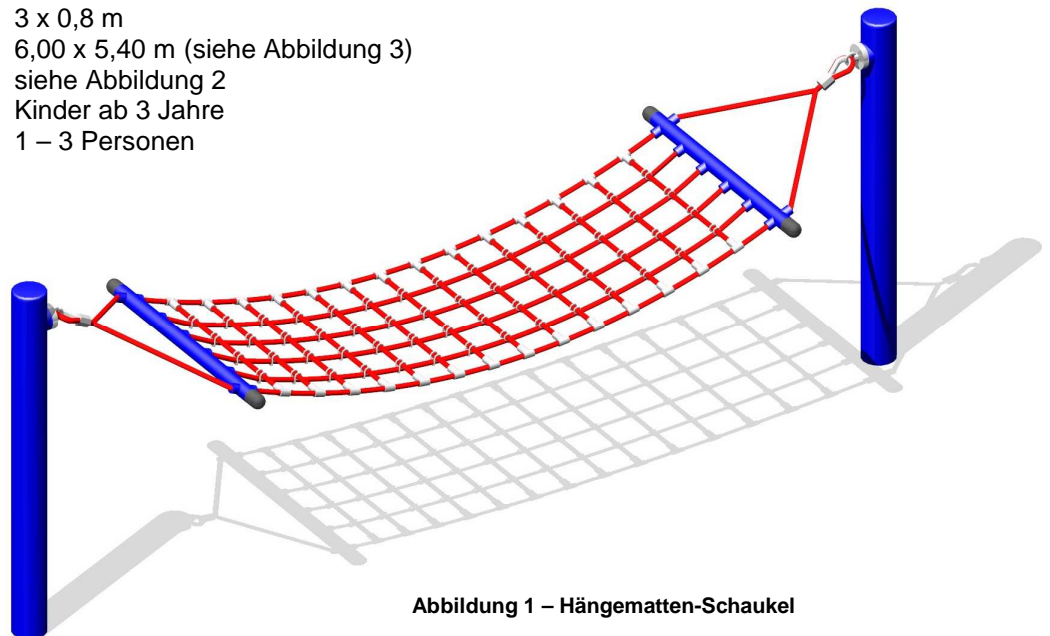 3 x 0,8 m
6,00 x 5,40 m (siehe Abbildung 3)
siehe Abbildung 2
Kinder ab 3 Jahre
1 – 3 Personen
Abbildung 1 – Hängematten-Schaukel